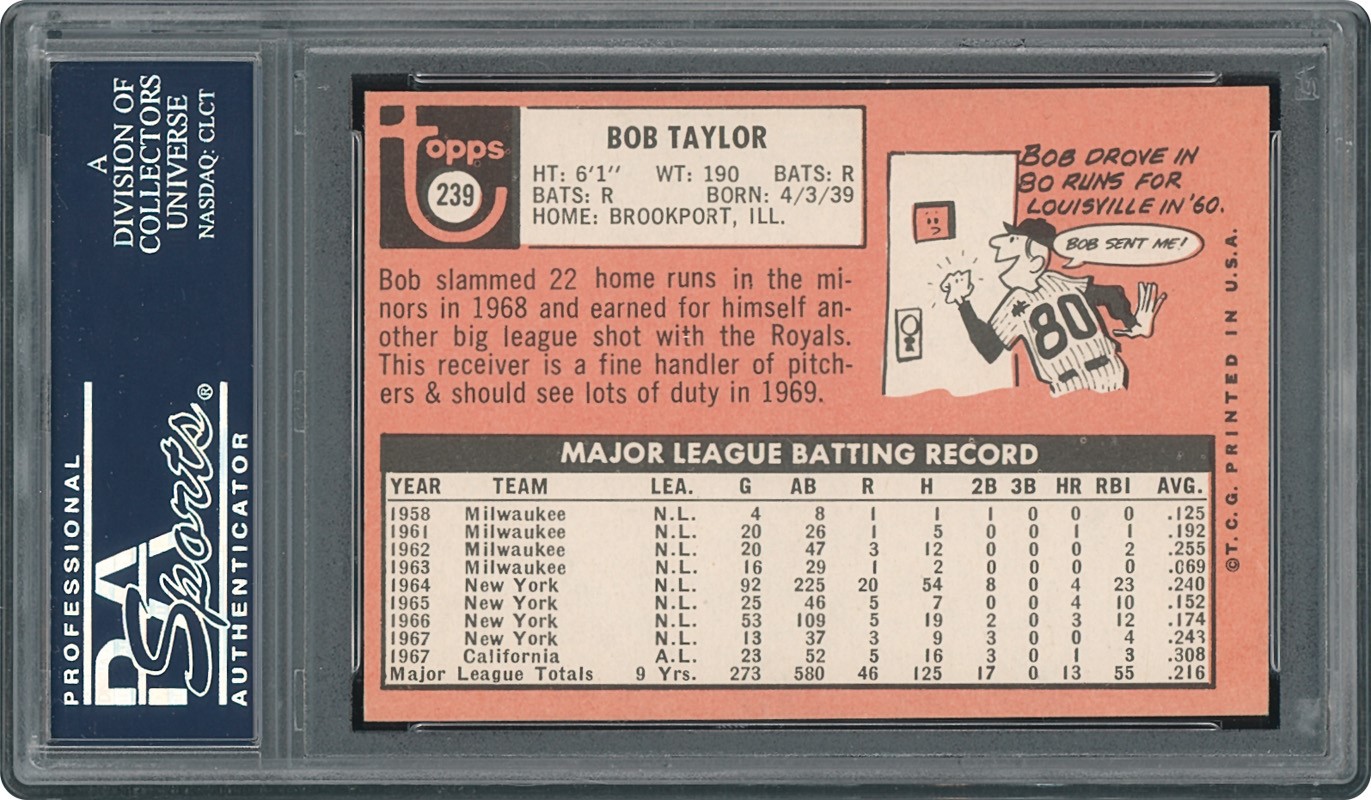 A
DIVISION OF
COLLECTORS
UNIVERSE
NASDAQ: CLCT
PROFESSIONAL
PSA
Sports®
AUTHENTICATOR
Topps
239
BOB TAYLOR
HT: 6'1" WT: 190 BATS: R
BATS: R BORN: 4/3/39
HOME: BROOKPORT, ILL.
Bob slammed 22 home runs in the mi-
nors in 1968 and earned for himself an-
other big league shot with the Royals.
This receiver is a fine handler of pitch-
ers & should see lots of duty in 1969.
BOB DROVE IN
80 RUNS FOR
LOUISVILLE IN '60.
BOB SENT ME!
#80
MAJOR LEAGUE BATTING RECORD
YEAR TEAM LEA. G AB R H 2B 3B HR RBI AVG.
1958 Milwaukee N.L. 4 8 1 1 1 0 0 0 .125
1961 Milwaukee N.L. 20 26 1 5 0 0 1 1 .192
1962 Milwaukee N.L. 20 47 3 12 0 0 0 2 .255
1963 Milwaukee N.L. 16 29 1 2 0 0 0 0 .069
1964 New York N.L. 92 225 20 54 8 0 4 23 .240
1965 New York N.L. 25 46 5 7 0 0 4 10 .152
1966 New York N.L. 53 109 5 19 2 0 3 12 .174
1967 New York N.L. 13 37 3 9 3 0 0 4 .243
1967 California A.L. 23 52 5 16 3 0 1 3 .308
Major League Totals 9 Yrs. 273 580 46 125 17 0 13 55 .216
©T.C.G. PRINTED IN U.S.A.